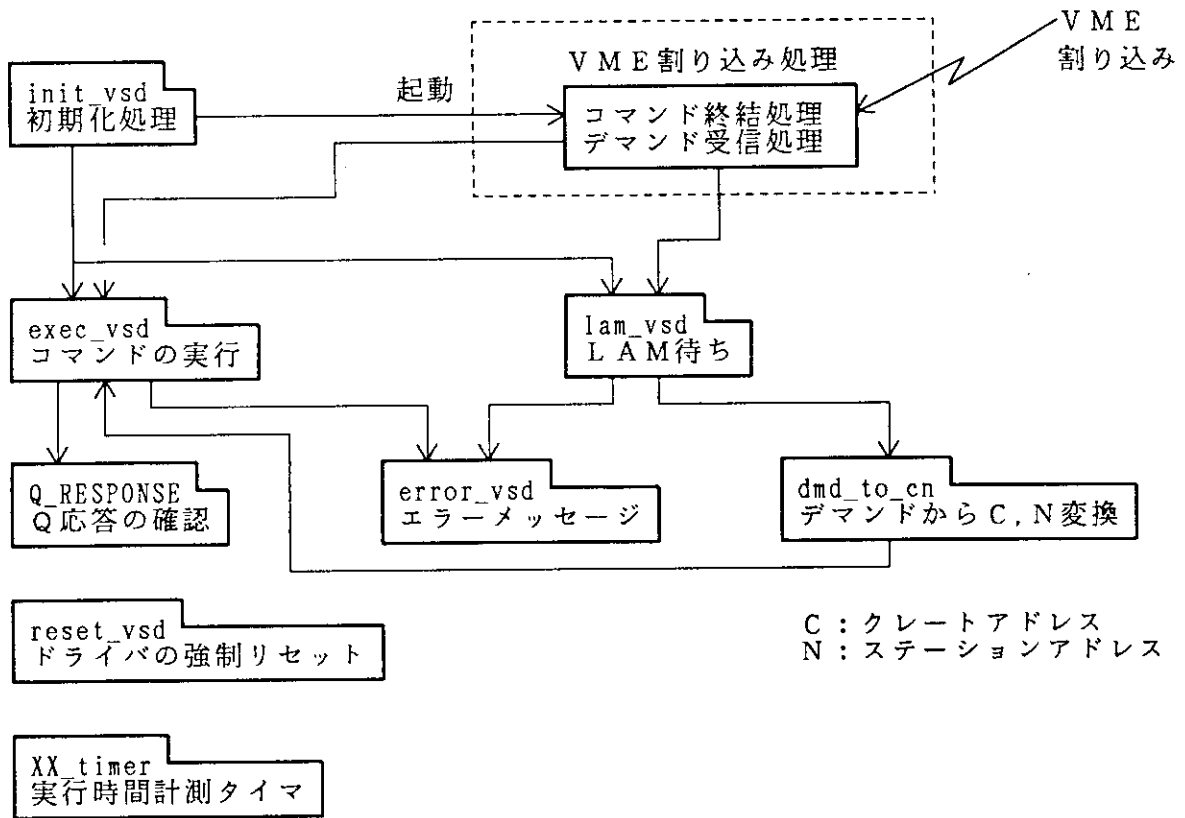 ＶＭＥ
割り込み
ＶＭＥ割り込み処理
init_vsd
初期化処理
起動
コマンド終結処理
デマンド受信処理
exec_vsd
コマンドの実行
lam_vsd
ＬＡＭ待ち
Q_RESPONSE
Ｑ応答の確認
error_vsd
エラーメッセージ
dmd_to_cn
デマンドからＣ,Ｎ変換
reset_vsd
ドライバの強制リセット
Ｃ：クレートアドレス
Ｎ：ステーションアドレス
XX_timer
実行時間計測タイマ